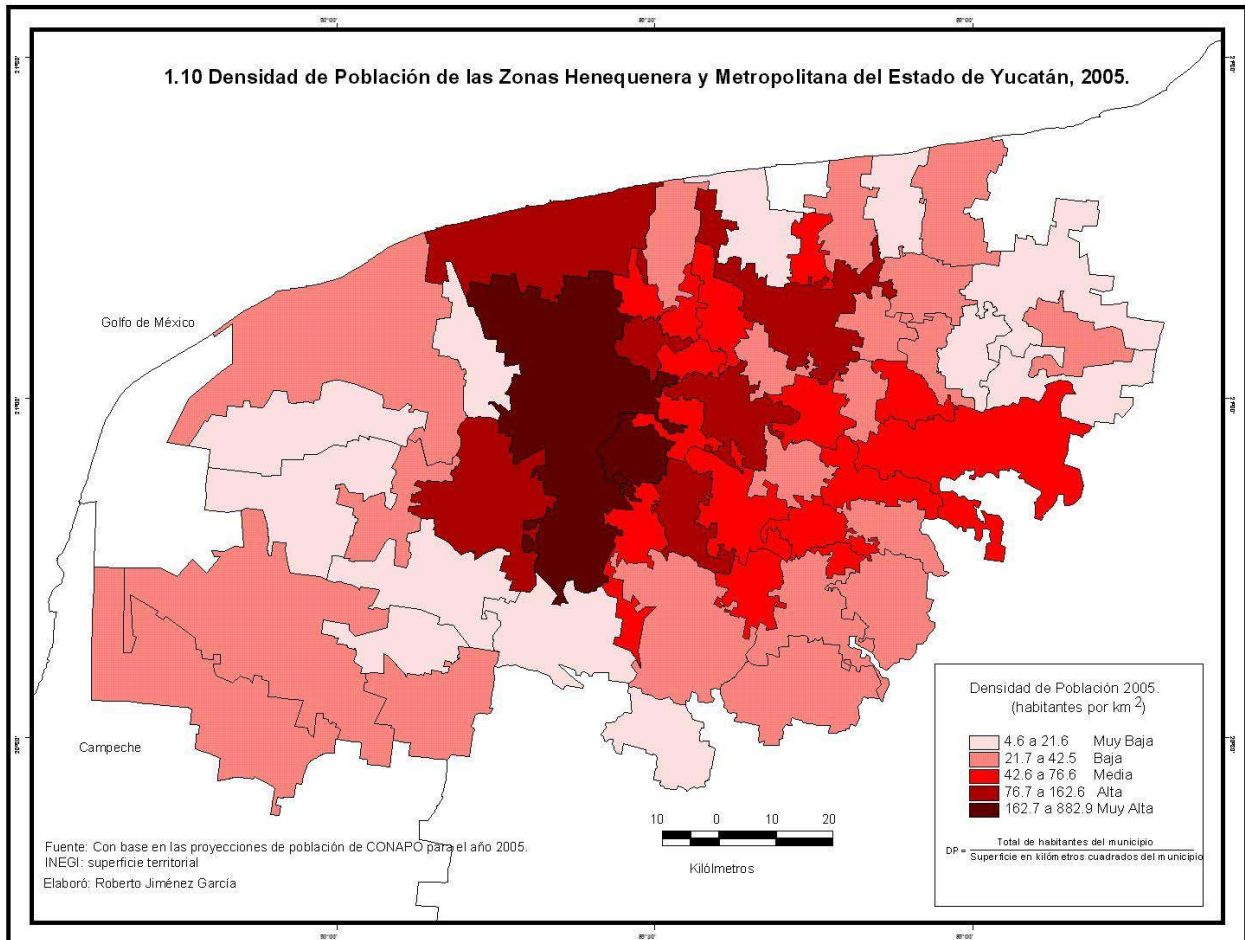 1.10 Densidad de Población de las Zonas Henequenera y Metropolitana del Estado de Yucatán, 2005.
Golfo de México
Campeche
Densidad de Población 2005.
(habitantes por km 2)
4.6 a 21.6 Muy Baja
21.7 a 42.5 Baja
42.6 a 76.6 Media
76.7 a 162.6 Alta
162.7 a 882.9 Muy Alta
DP = Total de habitantes del municipio
Superficie en kilómetros cuadrados del municipio
10 0 10 20
Kilólmetros
Fuente: Con base en las proyecciones de población de CONAPO para el año 2005.
INEGI: superficie territorial
Elaboró: Roberto Jiménez García